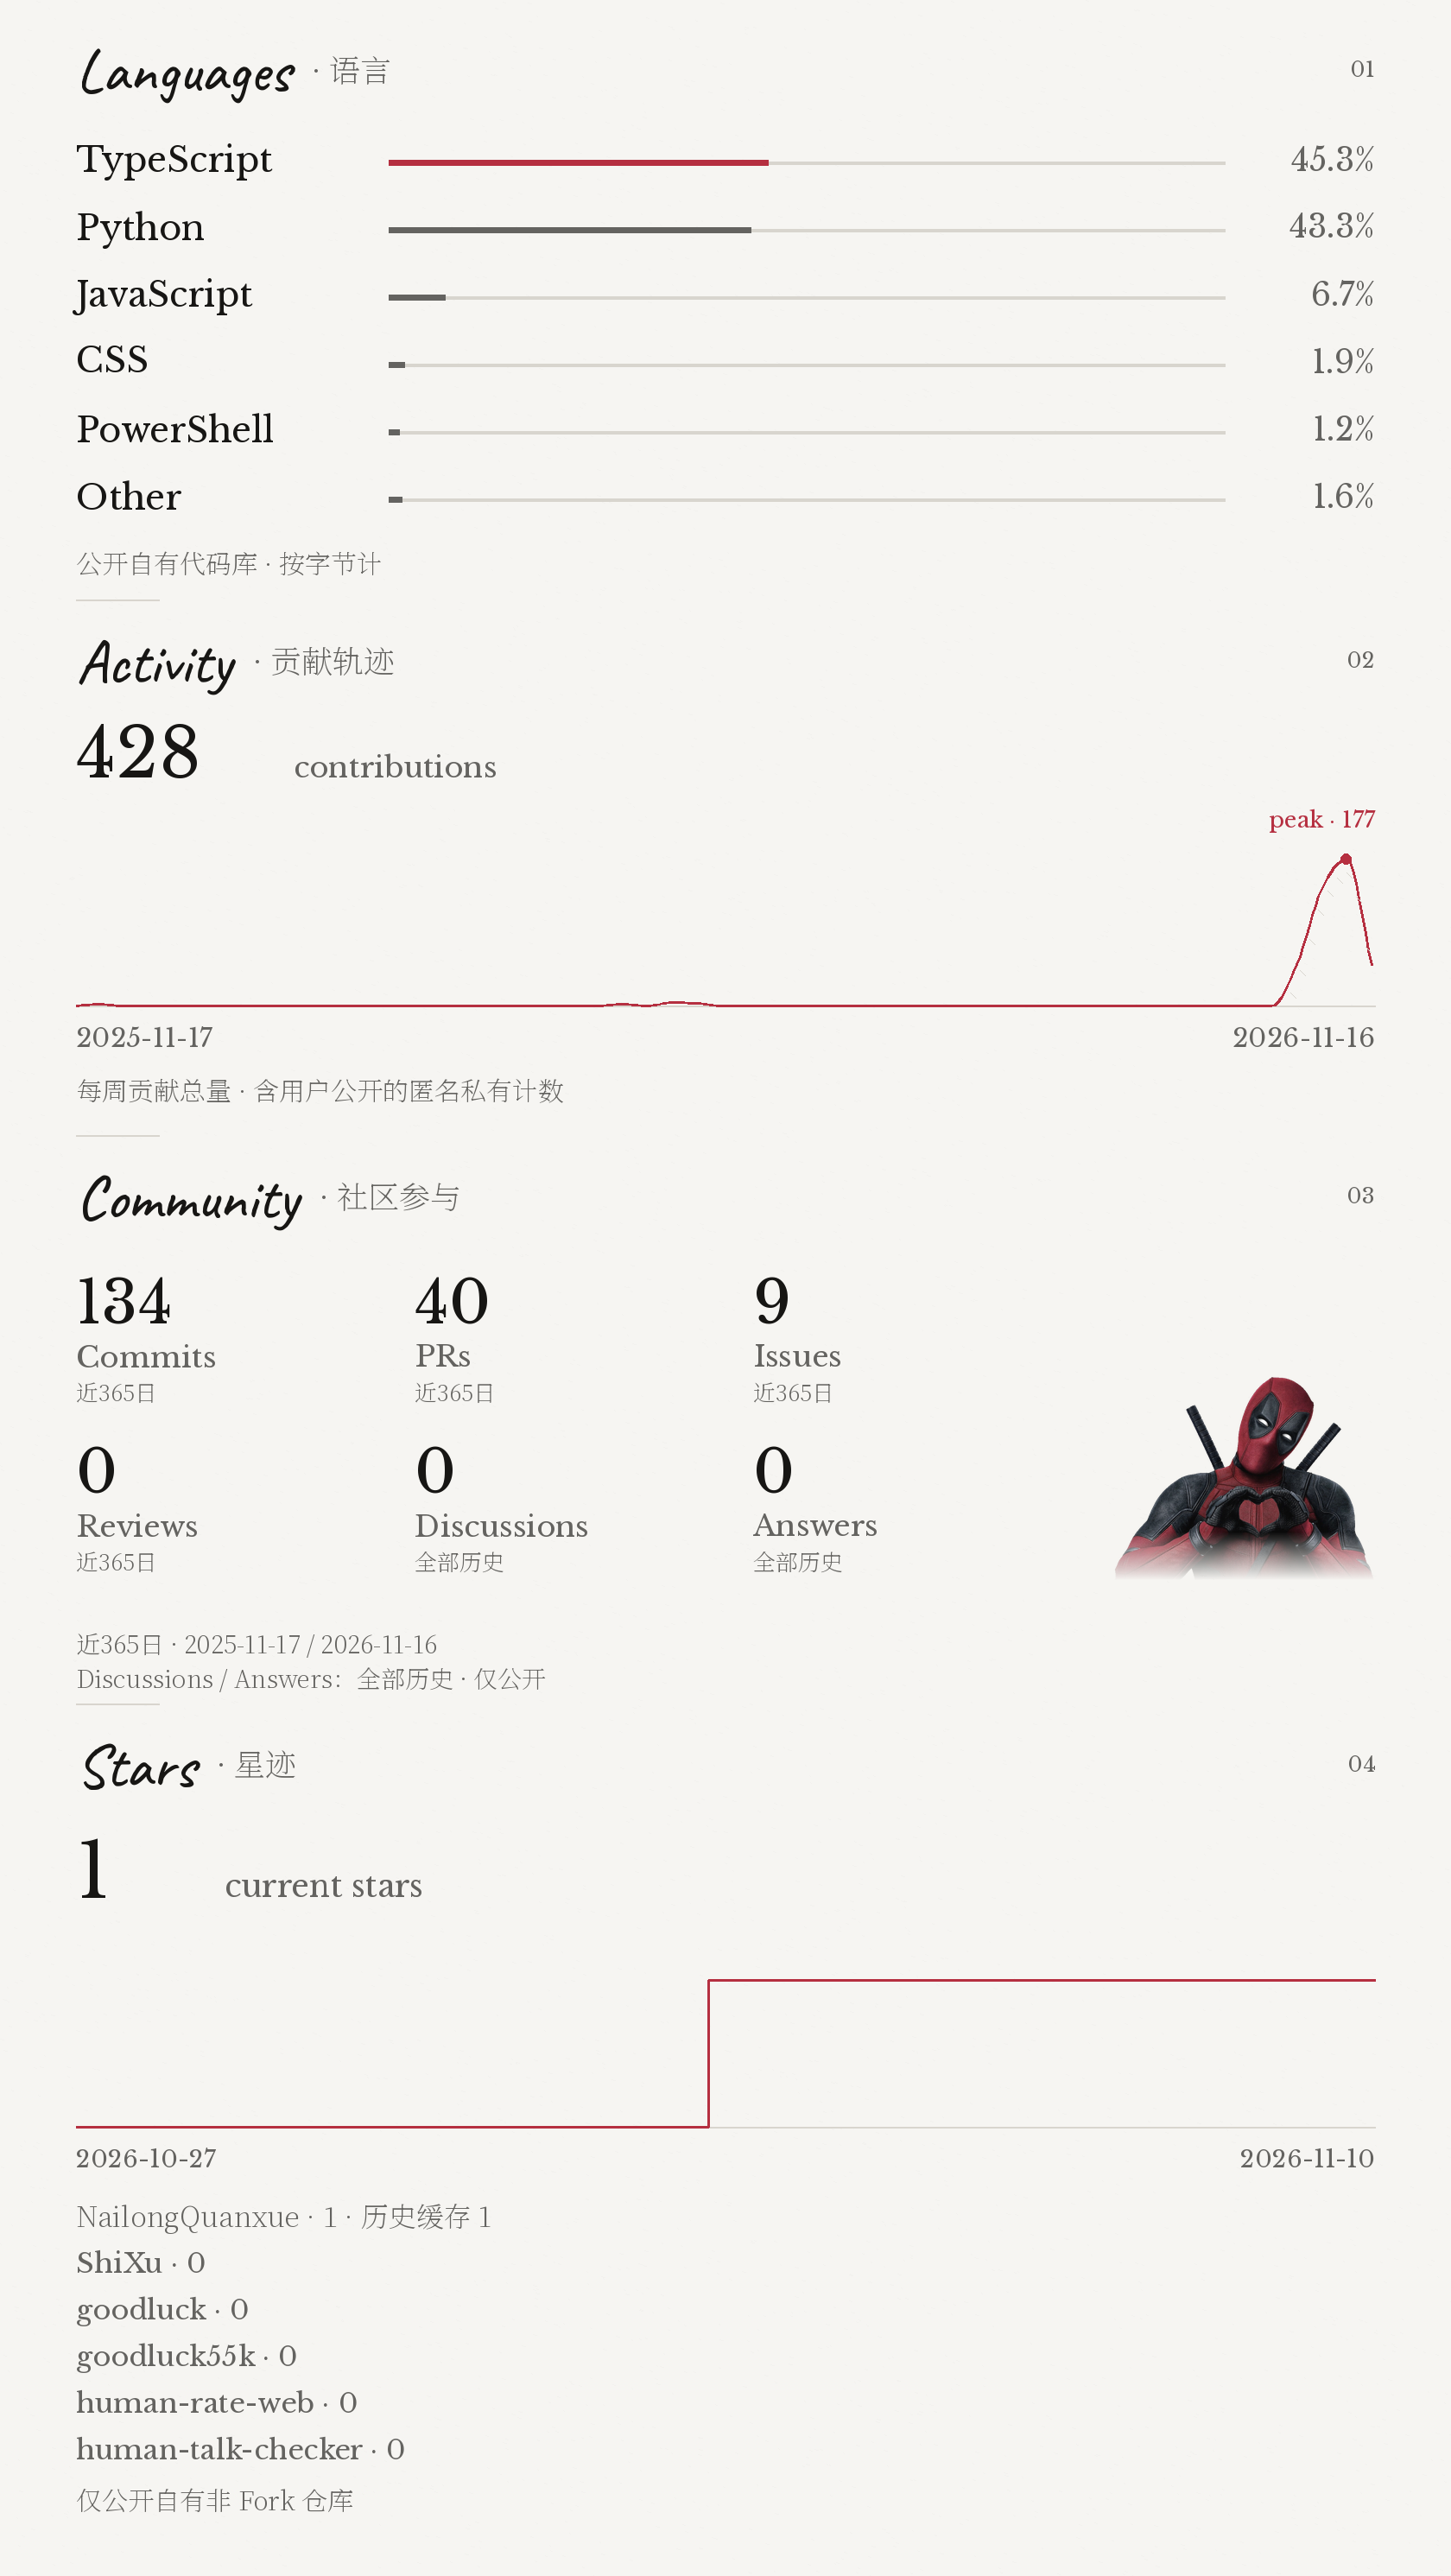 Languages · 语言 01
TypeScript 45.3%
Python 43.3%
JavaScript 6.7%
CSS 1.9%
PowerShell 1.2%
Other 1.6%
公开自有代码库 · 按字节计
Activity · 贡献轨迹 02
428 contributions
peak · 177
2025-11-17 2026-11-16
每周贡献总量 · 含用户公开的匿名私有计数
Community · 社区参与 03
134 40 9
Commits PRs Issues
近365日 近365日 近365日
0 0 0
Reviews Discussions Answers
近365日 全部历史 全部历史
近365日 · 2025-11-17 / 2026-11-16
Discussions / Answers： 全部历史 · 仅公开
Stars · 星迹 04
1 current stars
2026-10-27 2026-11-10
NailongQuanxue · 1 · 历史缓存 1
ShiXu · 0
goodluck · 0
goodluck55k · 0
human-rate-web · 0
human-talk-checker · 0
仅公开自有非 Fork 仓库